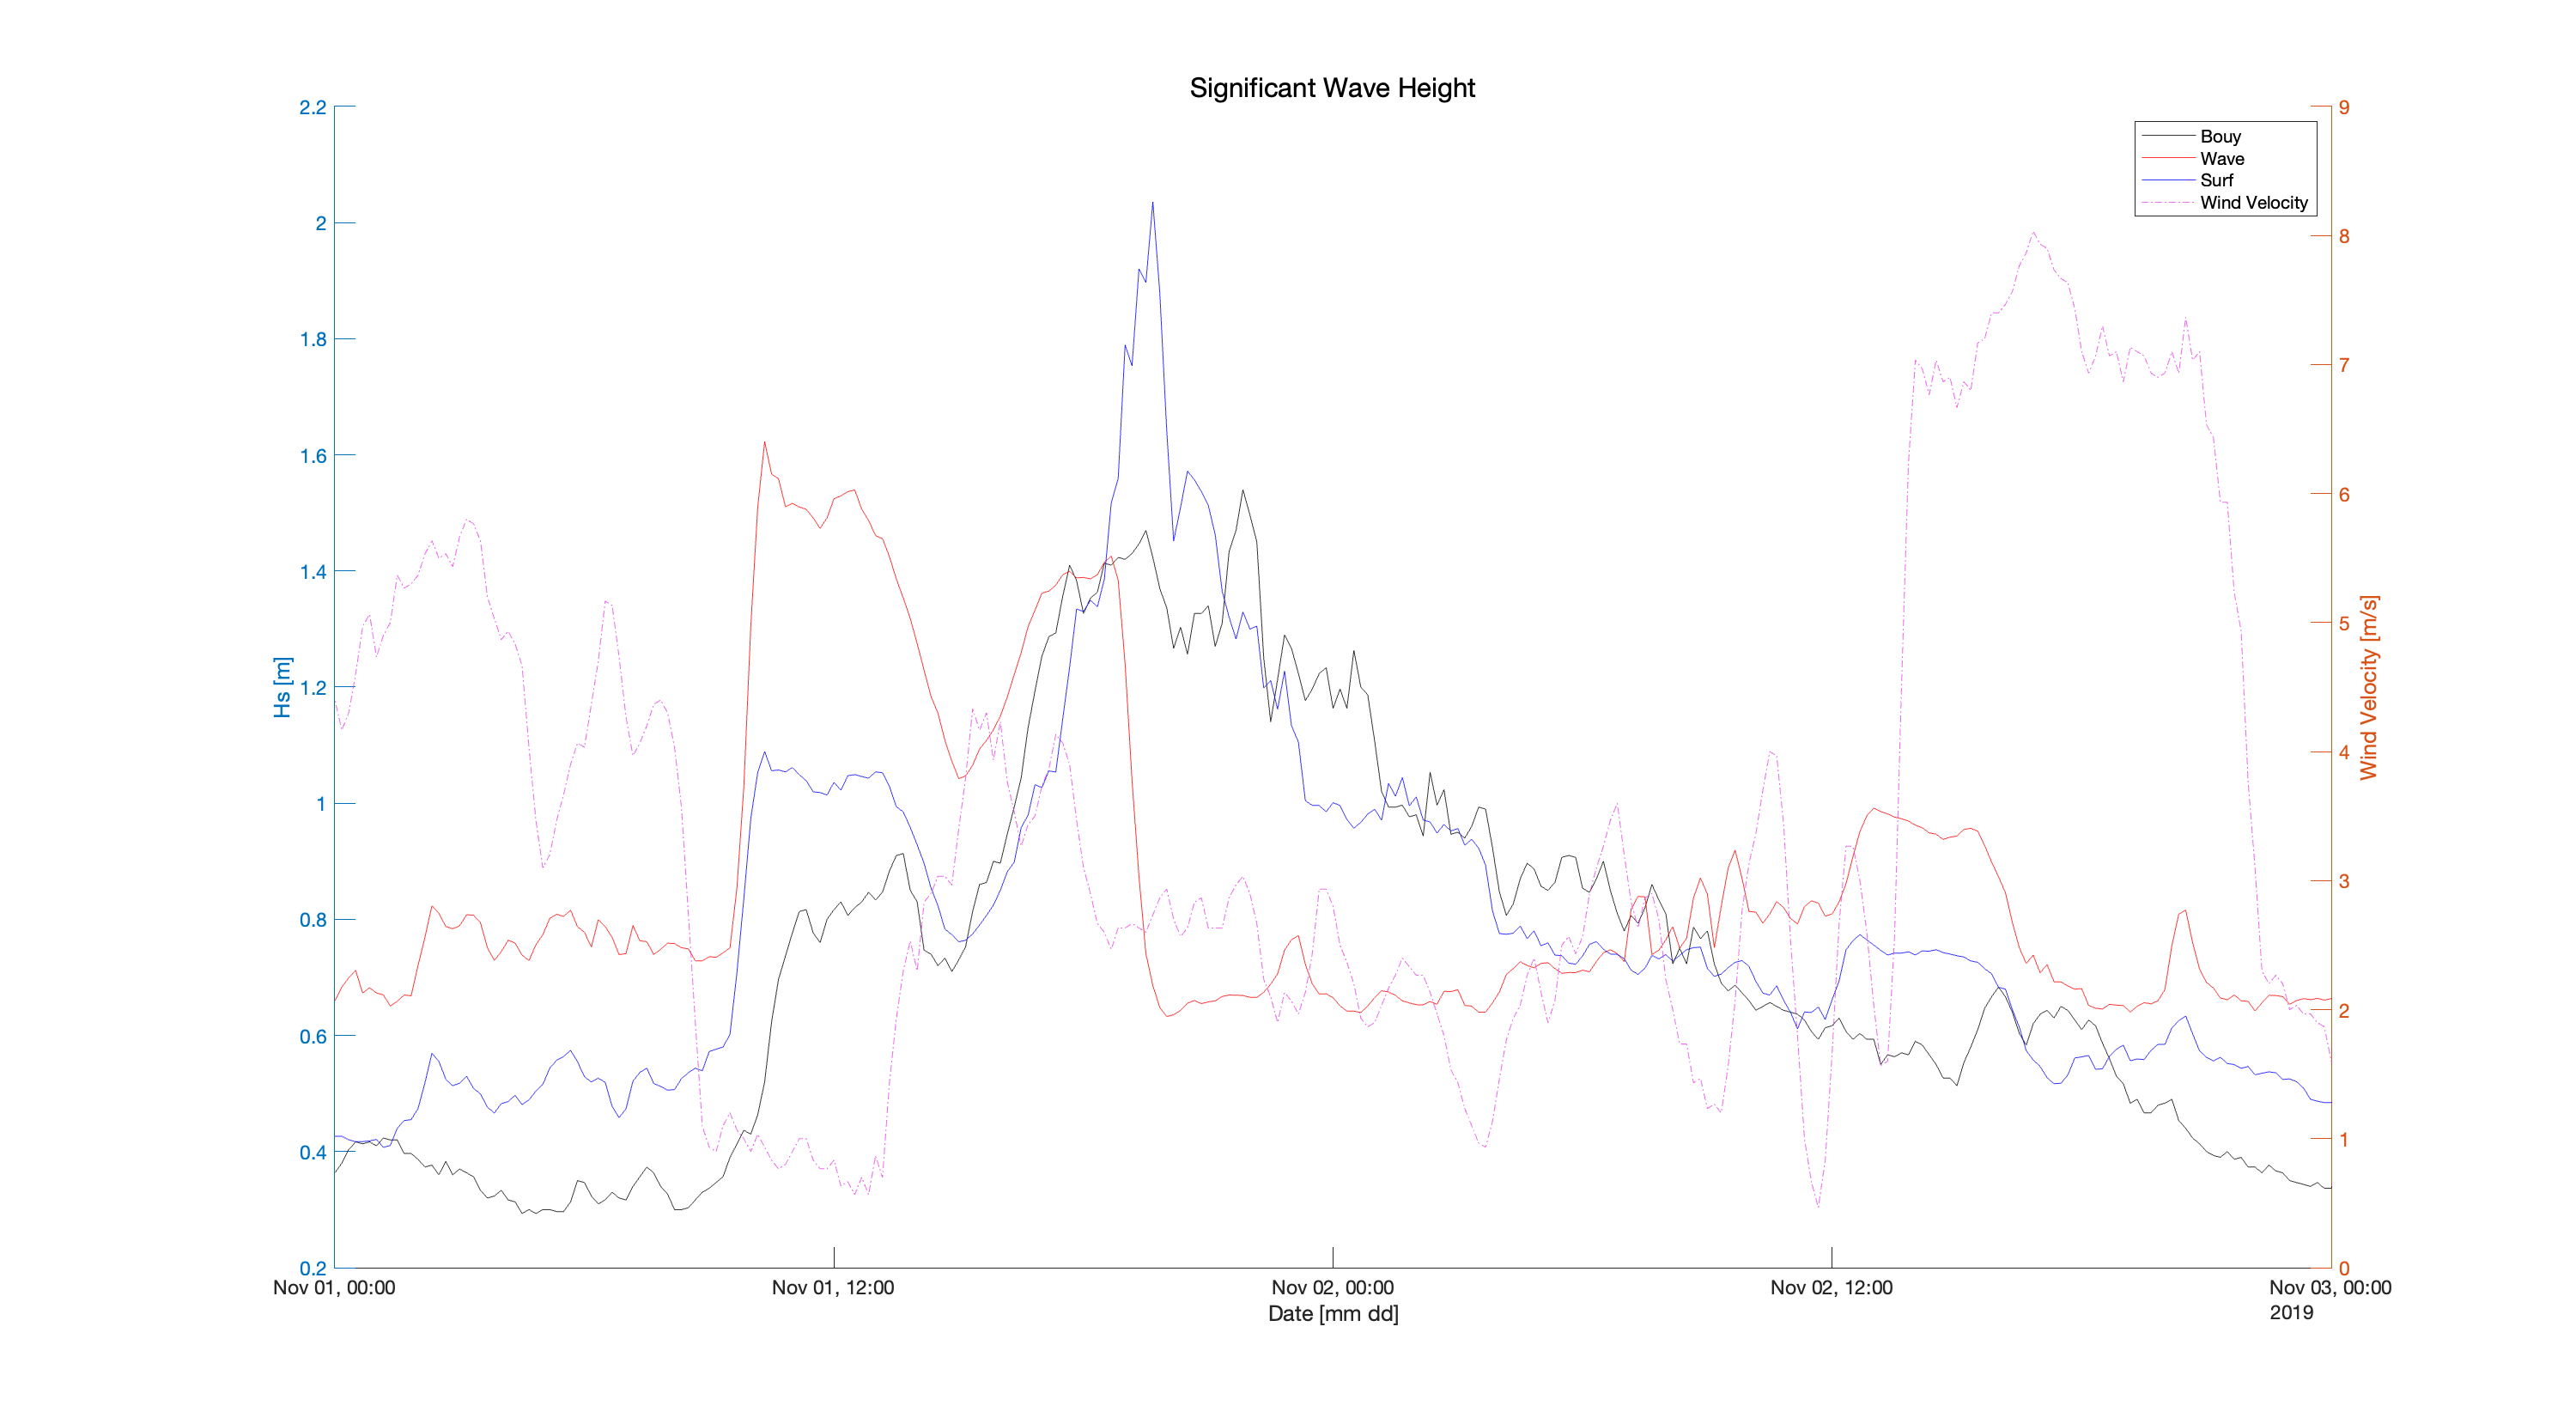 Significant Wave Height
2.2
2
1.8
1.6
1.4
1.2
1
0.8
0.6
0.4
0.2
Hs [m]
9
8
7
6
5
4
3
2
1
0
Wind Velocity [m/s]
Bouy
Wave
Surf
Wind Velocity
Nov 01, 00:00
Nov 01, 12:00
Nov 02, 00:00
Nov 02, 12:00
Nov 03, 00:00
2019
Date [mm dd]